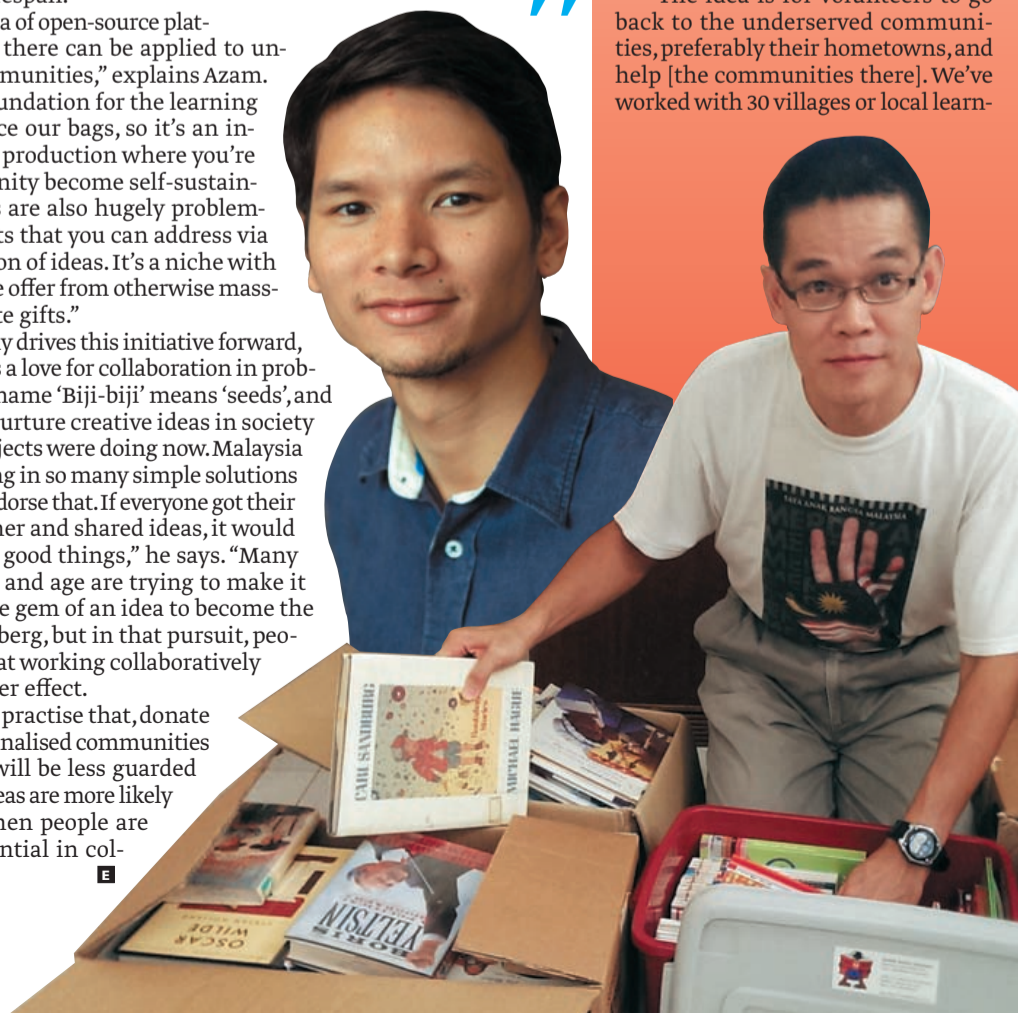 a of open-source plat-
there can be applied to un-
munities,” explains Azam.
undation for the learning
ce our bags, so it’s an in-
production where you’re
nity become self-sustain-
s are also hugely problem-
ts that you can address via
on of ideas. It’s a niche with
e offer from otherwise mass-
te gifts.”
y drives this initiative forward,
s a love for collaboration in prob-
name ‘Biji-biji’ means ‘seeds’, and
urture creative ideas in society
jects were doing now. Malaysia
ng in so many simple solutions
dorse that. If everyone got their
her and shared ideas, it would
good things,” he says. “Many
and age are trying to make it
e gem of an idea to become the
berg, but in that pursuit, peo-
at working collaboratively
er effect.
practise that, donate
nalised communities
will be less guarded
eas are more likely
hen people are
ntial in col-
E
”
The idea is for volunteers to go
back to the underserved communi-
ties, preferably their hometowns, and
help [the communities there]. We’ve
worked with 30 villages or local learn-
ANAK BANGSA MALAYSIA
CARL SANDBURG
Rootabaga
Stories
MICHAEL HAGUE
OSCAR
WILDE
BORIS
YELTSIN